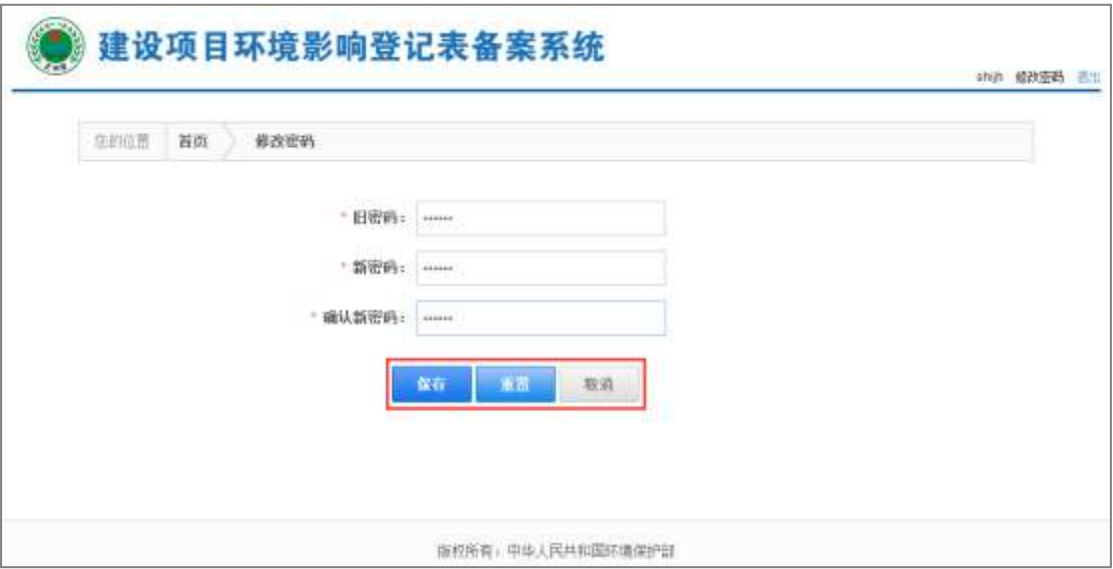 建设项目环境影响登记表备案系统
shijh 修改密码 退出
您的位置 首页 修改密码
* 旧密码： ••••••
* 新密码： ••••••
* 确认新密码： ••••••
保存 重置 取消
版权所有：中华人民共和国环境保护部